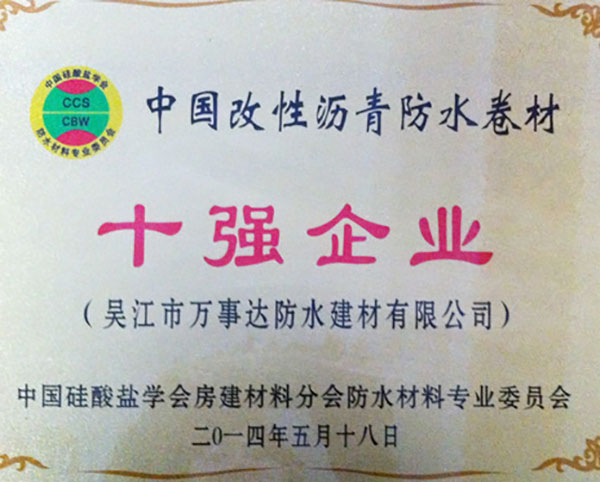 中国硅酸盐学会
CCS
CBW
防水材料专业委员会
中国改性沥青防水卷材
十强企业
（吴江市万事达防水建材有限公司）
中国硅酸盐学会房建材料分会防水材料专业委员会
二0一四年五月十八日